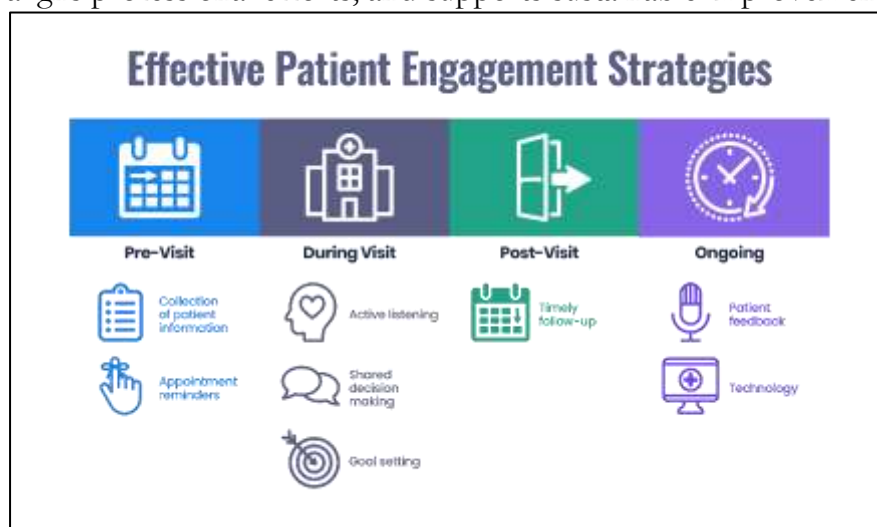 Effective Patient Engagement Strategies
Pre-Visit
During Visit
Post-Visit
Ongoing
Collection
of patient
information
Appointment
reminders
Active listening
Shared
decision
making
Goal setting
Timely
follow-up
Patient
feedback
Technology